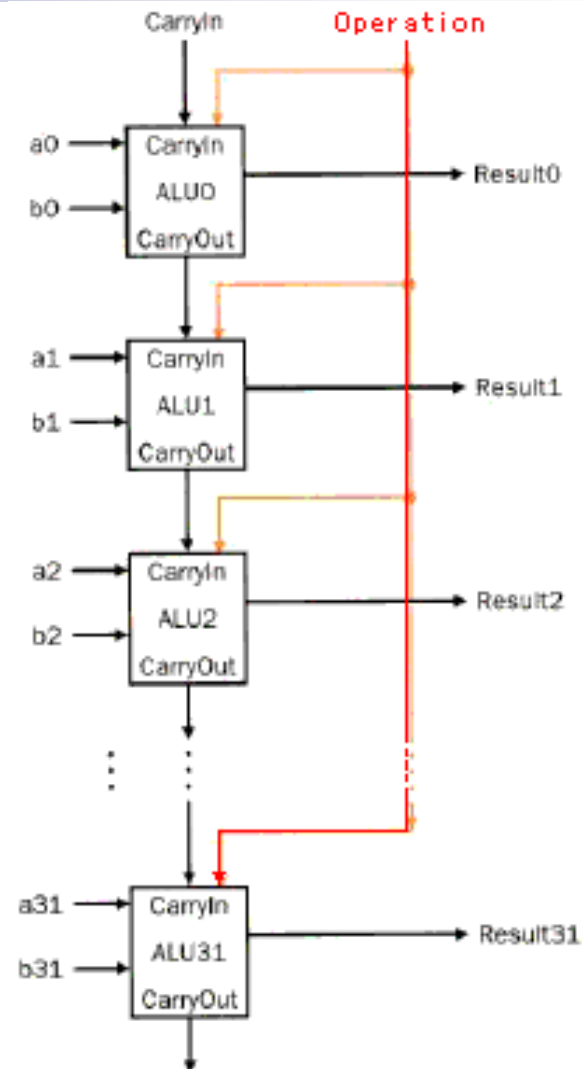 CarryIn
Operation
a0
CarryIn
ALU0
b0
CarryOut
Result0
a1
CarryIn
ALU1
b1
CarryOut
Result1
a2
CarryIn
ALU2
b2
CarryOut
Result2
a31
CarryIn
ALU31
b31
CarryOut
Result31